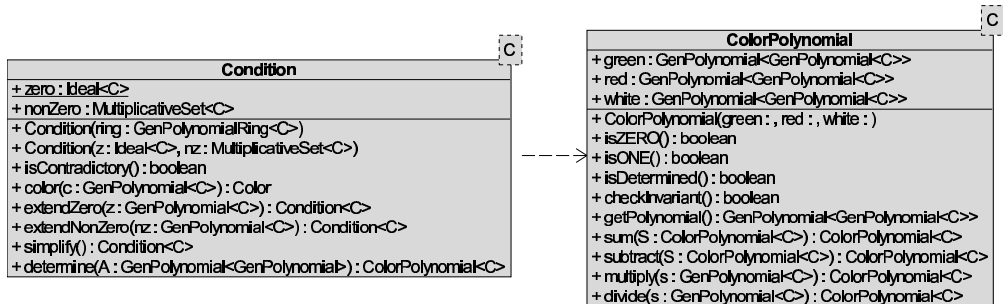 C
Condition
+ zero : Ideal<C>
+ nonZero : MultiplicativeSet<C>
+ Condition(ring : GenPolynomialRing<C>)
+ Condition(z : Ideal<C>, nz : MultiplicativeSet<C>)
+ isContradictory() : boolean
+ color(c : GenPolynomial<C>) : Color
+ extendZero(z : GenPolynomial<C>) : Condition<C>
+ extendNonZero(nz : GenPolynomial<C>) : Condition<C>
+ simplify() : Condition<C>
+ determine(A : GenPolynomial<GenPolynomial>) : ColorPolynomial<C>
C
ColorPolynomial
+ green : GenPolynomial<GenPolynomial<C>>
+ red : GenPolynomial<GenPolynomial<C>>
+ white : GenPolynomial<GenPolynomial<C>>
+ ColorPolynomial(green : , red : , white : )
+ isZERO() : boolean
+ isONE() : boolean
+ isDetermined() : boolean
+ checkInvariant() : boolean
+ getPolynomial() : GenPolynomial<GenPolynomial<C>>
+ sum(S : ColorPolynomial<C>) : ColorPolynomial<C>
+ subtract(S : ColorPolynomial<C>) : ColorPolynomial<C>
+ multiply(s : GenPolynomial<C>) : ColorPolynomial<C>
+ divide(s : GenPolynomial<C>) : ColorPolynomial<C>